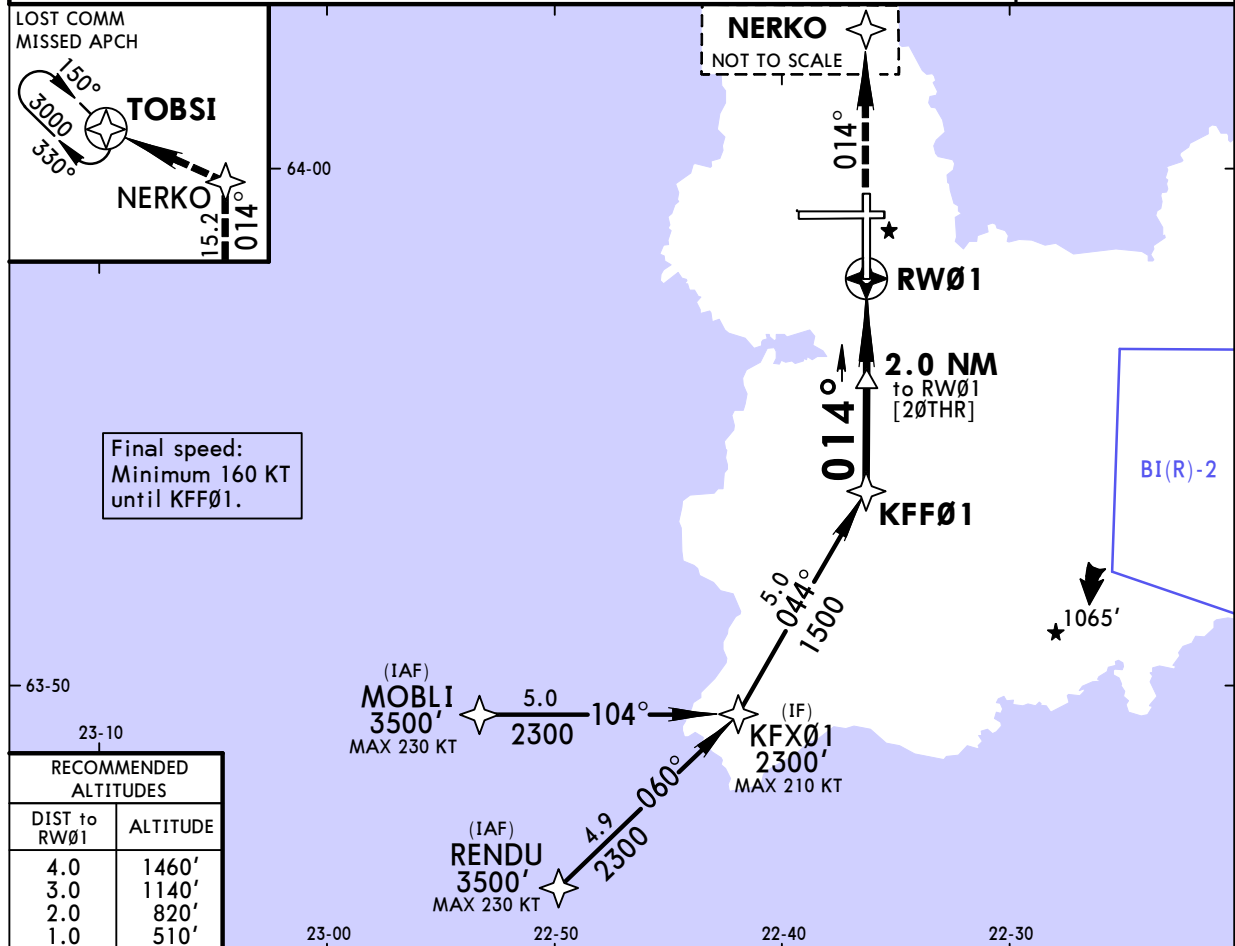 LOST COMM
MISSED APCH
150°
TOBSI
3000
330°
NERKO
15.2
014°
NERKO
NOT TO SCALE
014°
64-00
RWØ1
2.0 NM
to RWØ1
[2ØTHR]
014°
Final speed:
Minimum 160 KT
until KFFØ1.
BI(R)-2
KFFØ1
5.0
044°
1500
1065'
63-50
(IAF)
MOBLI
3500'
MAX 230 KT
5.0
104°
2300
(IF)
KFXØ1
2300'
MAX 210 KT
23-10
060°
4.9
2300
(IAF)
RENDU
3500'
MAX 230 KT
RECOMMENDED
ALTITUDES
DIST to
RWØ1
ALTITUDE
4.0 1460'
3.0 1140'
2.0 820'
1.0 510'
23-00
22-50
22-40
22-30